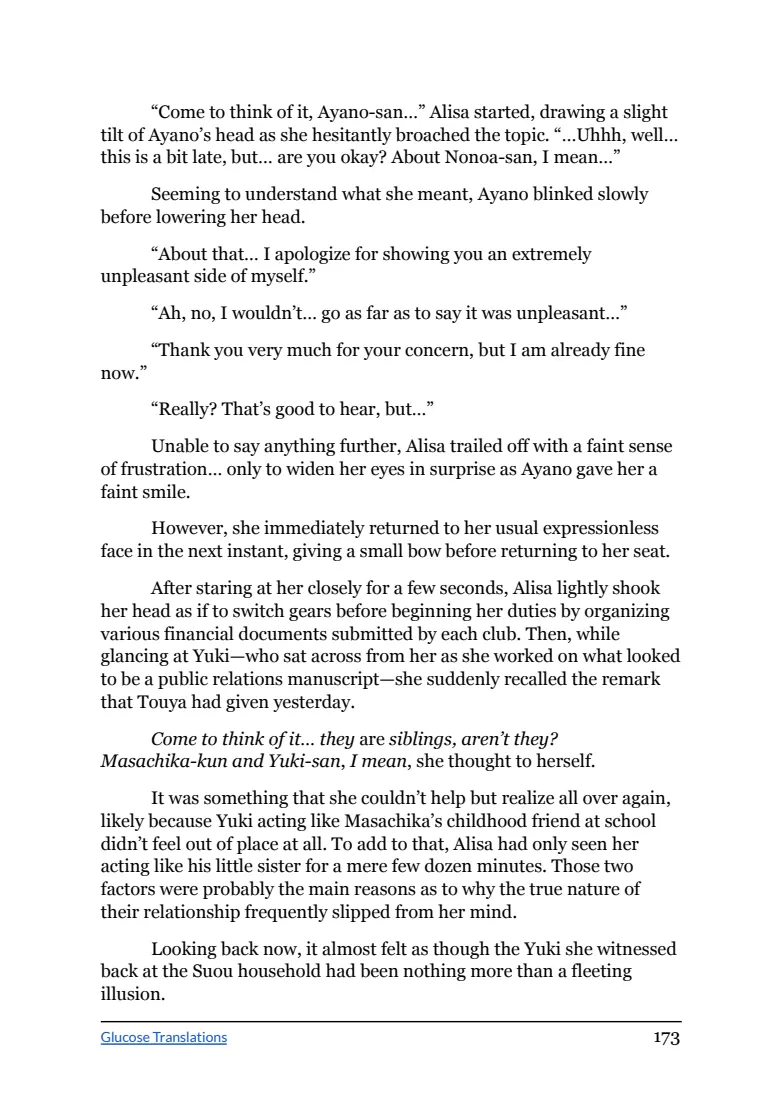 “Come to think of it, Ayano-san…” Alisa started, drawing a slight
tilt of Ayano’s head as she hesitantly broached the topic. “…Uhhh, well…
this is a bit late, but… are you okay? About Nonoa-san, I mean…”
Seeming to understand what she meant, Ayano blinked slowly
before lowering her head.
“About that… I apologize for showing you an extremely
unpleasant side of myself.”
“Ah, no, I wouldn’t… go as far as to say it was unpleasant…”
“Thank you very much for your concern, but I am already fine
now.”
“Really? That’s good to hear, but…”
Unable to say anything further, Alisa trailed off with a faint sense
of frustration… only to widen her eyes in surprise as Ayano gave her a
faint smile.
However, she immediately returned to her usual expressionless
face in the next instant, giving a small bow before returning to her seat.
After staring at her closely for a few seconds, Alisa lightly shook
her head as if to switch gears before beginning her duties by organizing
various financial documents submitted by each club. Then, while
glancing at Yuki—who sat across from her as she worked on what looked
to be a public relations manuscript—she suddenly recalled the remark
that Touya had given yesterday.
Come to think of it… they are siblings, aren’t they?
Masachika-kun and Yuki-san, I mean, she thought to herself.
It was something that she couldn’t help but realize all over again,
likely because Yuki acting like Masachika’s childhood friend at school
didn’t feel out of place at all. To add to that, Alisa had only seen her
acting like his little sister for a mere few dozen minutes. Those two
factors were probably the main reasons as to why the true nature of
their relationship frequently slipped from her mind.
Looking back now, it almost felt as though the Yuki she witnessed
back at the Suou household had been nothing more than a fleeting
illusion.
Glucose Translations
173